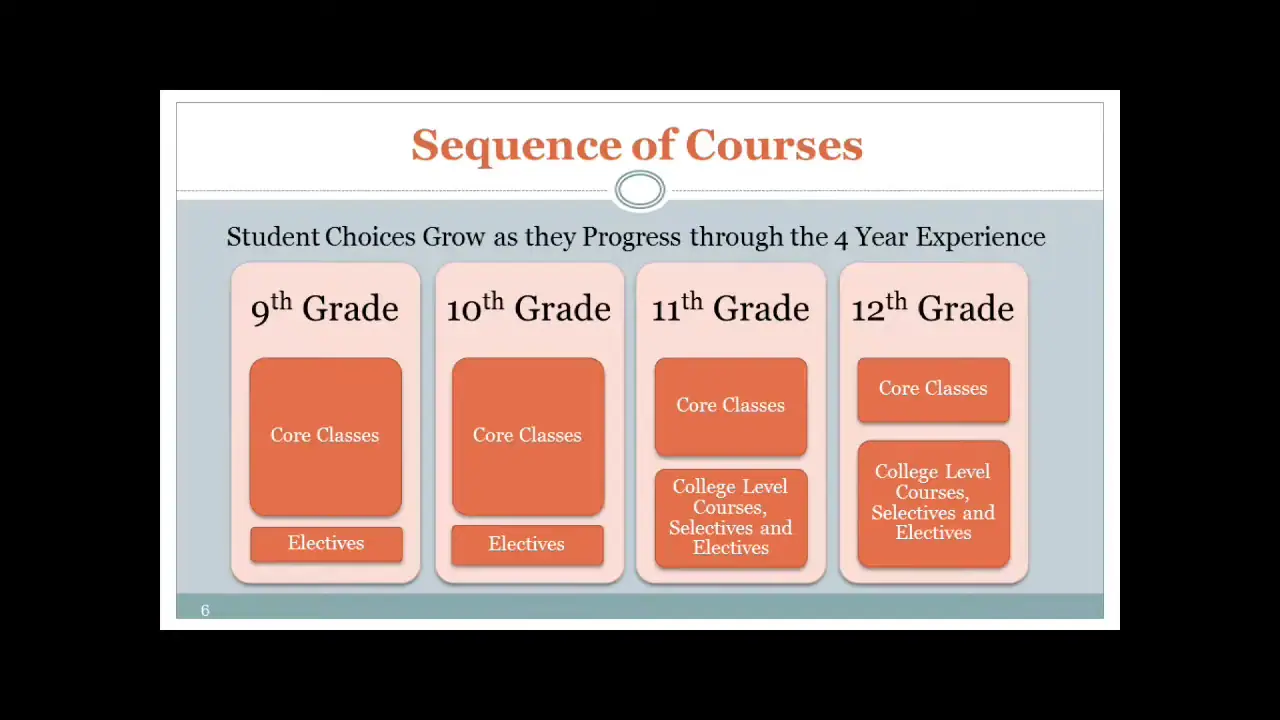 Sequence of Courses
Student Choices Grow as they Progress through the 4 Year Experience
9th Grade
Core Classes
Electives
10th Grade
Core Classes
Electives
11th Grade
Core Classes
College Level
Courses,
Selectives and
Electives
12th Grade
Core Classes
College Level
Courses,
Selectives and
Electives
6